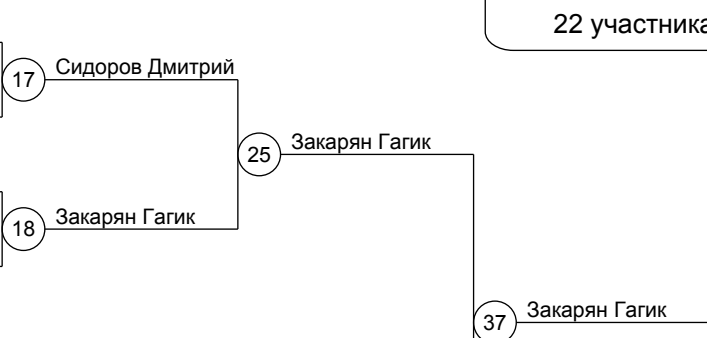 22 участника
17 Сидоров Дмитрий
25 Закарян Гагик
18 Закарян Гагик
37 Закарян Гагик